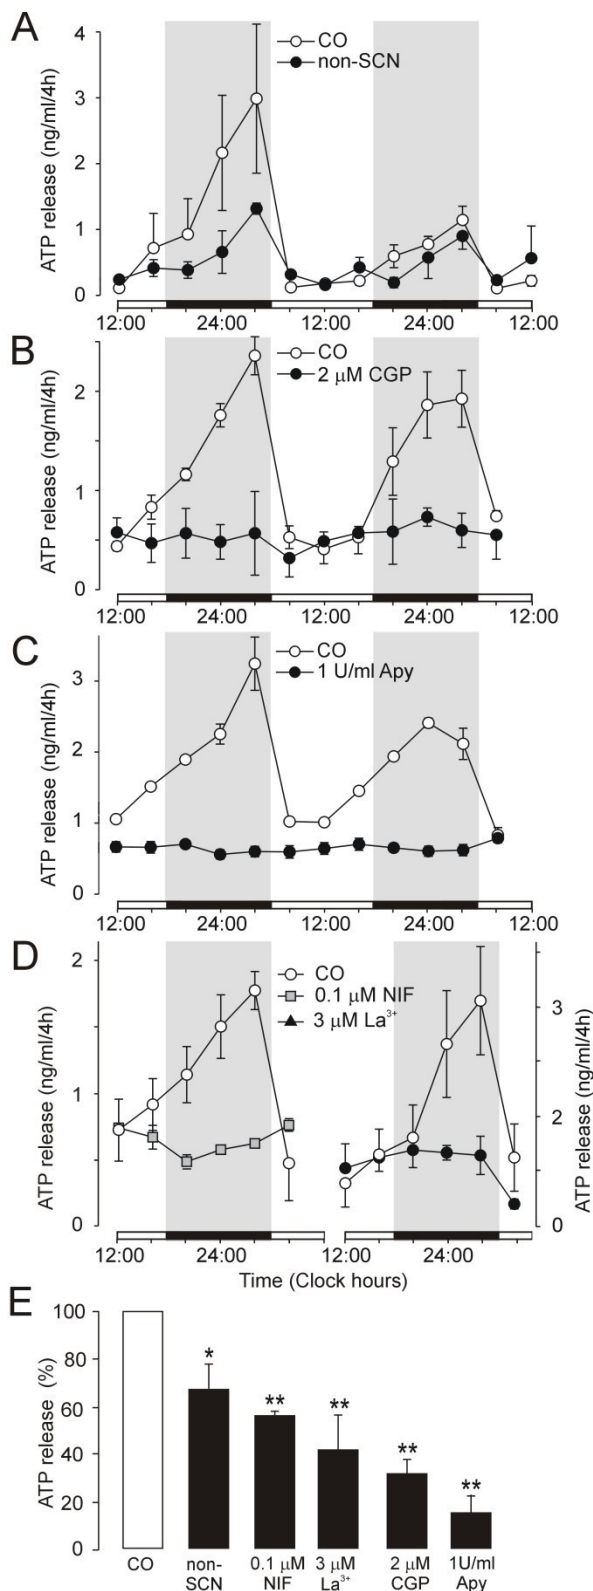 A
CO
non-SCN
ATP release (ng/ml/4h)
4
3
2
1
0
12:00 24:00 12:00 24:00 12:00
B
CO
2 μM CGP
ATP release (ng/ml/4h)
2
1
0
12:00 24:00 12:00 24:00 12:00
C
CO
1 U/ml Apy
ATP release (ng/ml/4h)
3
2
1
0
12:00 24:00 12:00 24:00 12:00
D
CO
0.1 μM NIF
3 μM La³⁺
ATP release (ng/ml/4h)
2
1
0
ATP release (ng/ml/4h)
3
2
1
0
12:00 24:00 12:00 24:00
Time (Clock hours)
E
ATP release (%)
100
80
60
40
20
0
* ** ** ** **
CO non- 0.1 μM 3 μM 2 μM 1U/ml
SCN NIF La³⁺ CGP Apy